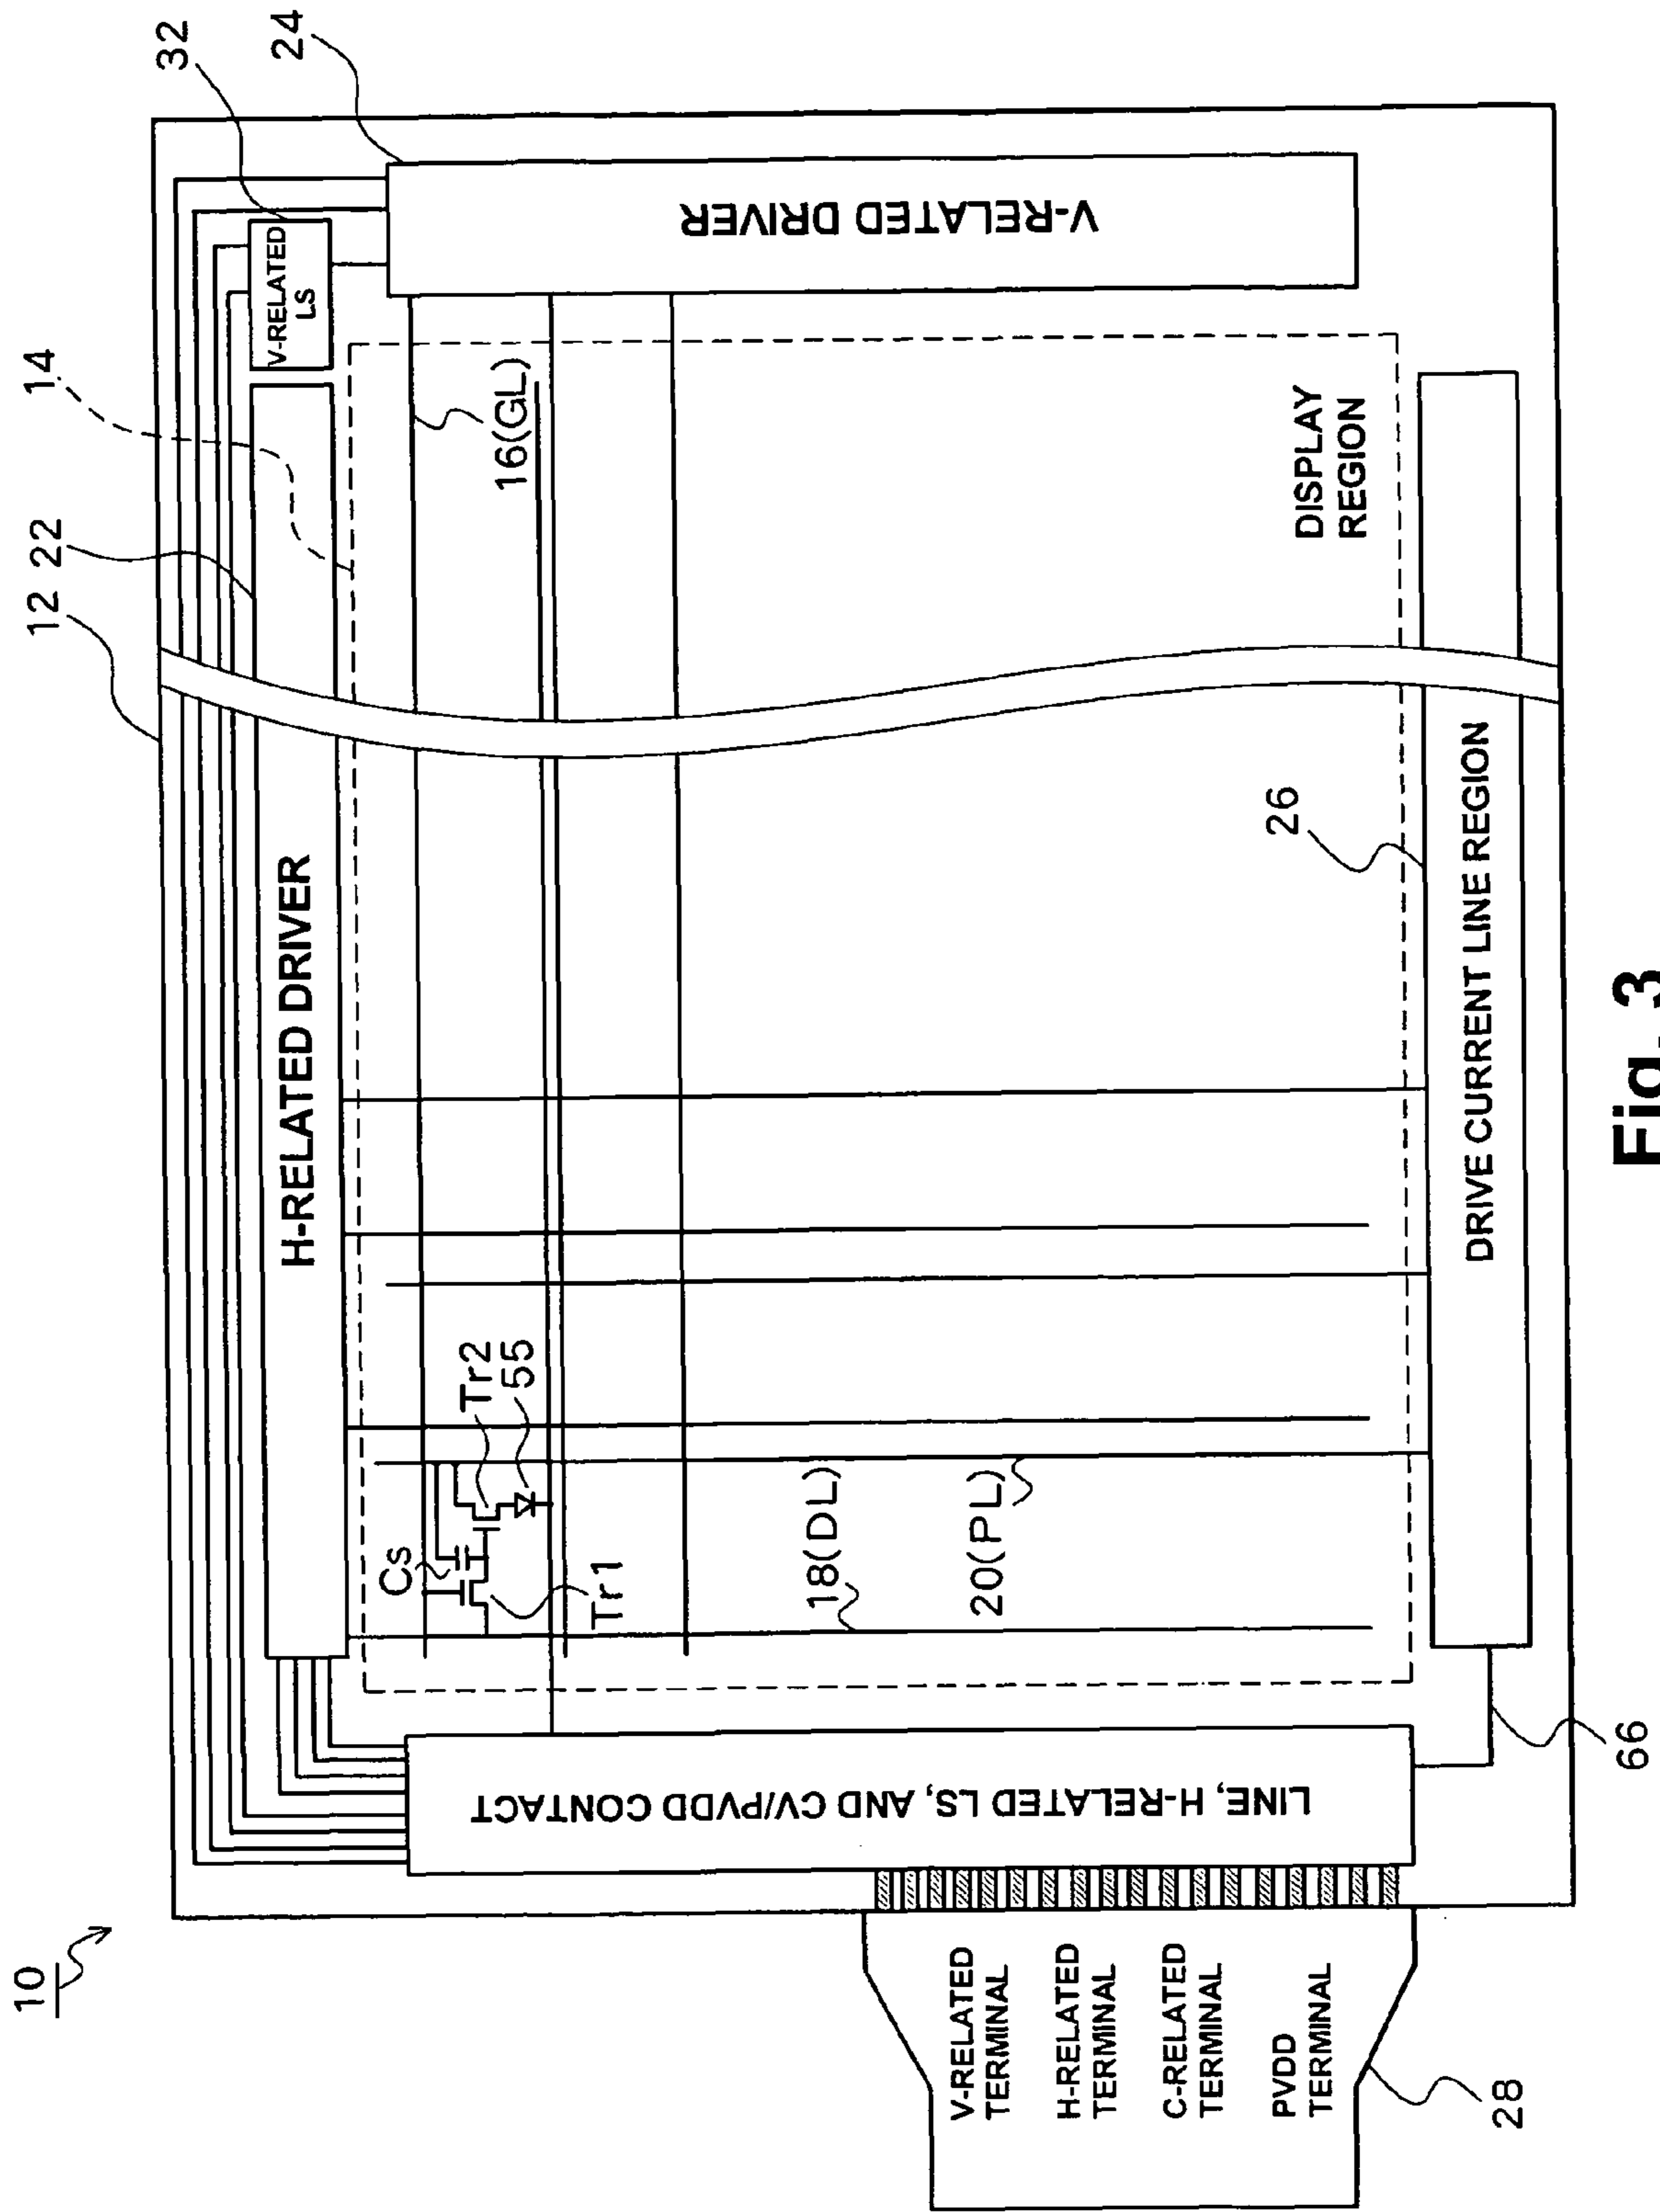 10
12
22
14
32
24
H-RELATED DRIVER
V-RELATED
LS
V-RELATED DRIVER
16(GL)
Cs
Tr1
Tr2
55
18(DL)
20(PL)
26
DISPLAY
REGION
LINE, H-RELATED LS, AND CV/PVDD CONTACT
DRIVE CURRENT LINE REGION
66
V-RELATED
TERMINAL
H-RELATED
TERMINAL
C-RELATED
TERMINAL
PVDD
TERMINAL
28
Fig. 3